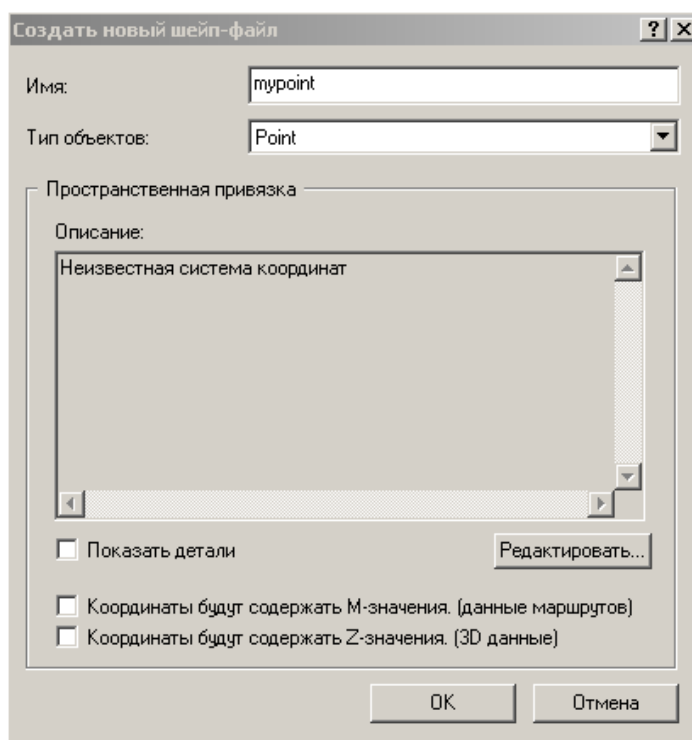 Создать новый шейп-файл
Имя: mypoint
Тип объектов: Point
Пространственная привязка
Описание:
Неизвестная система координат
Показать детали
Редактировать...
Координаты будут содержать M-значения. (данные маршрутов)
Координаты будут содержать Z-значения. (3D данные)
OK
Отмена